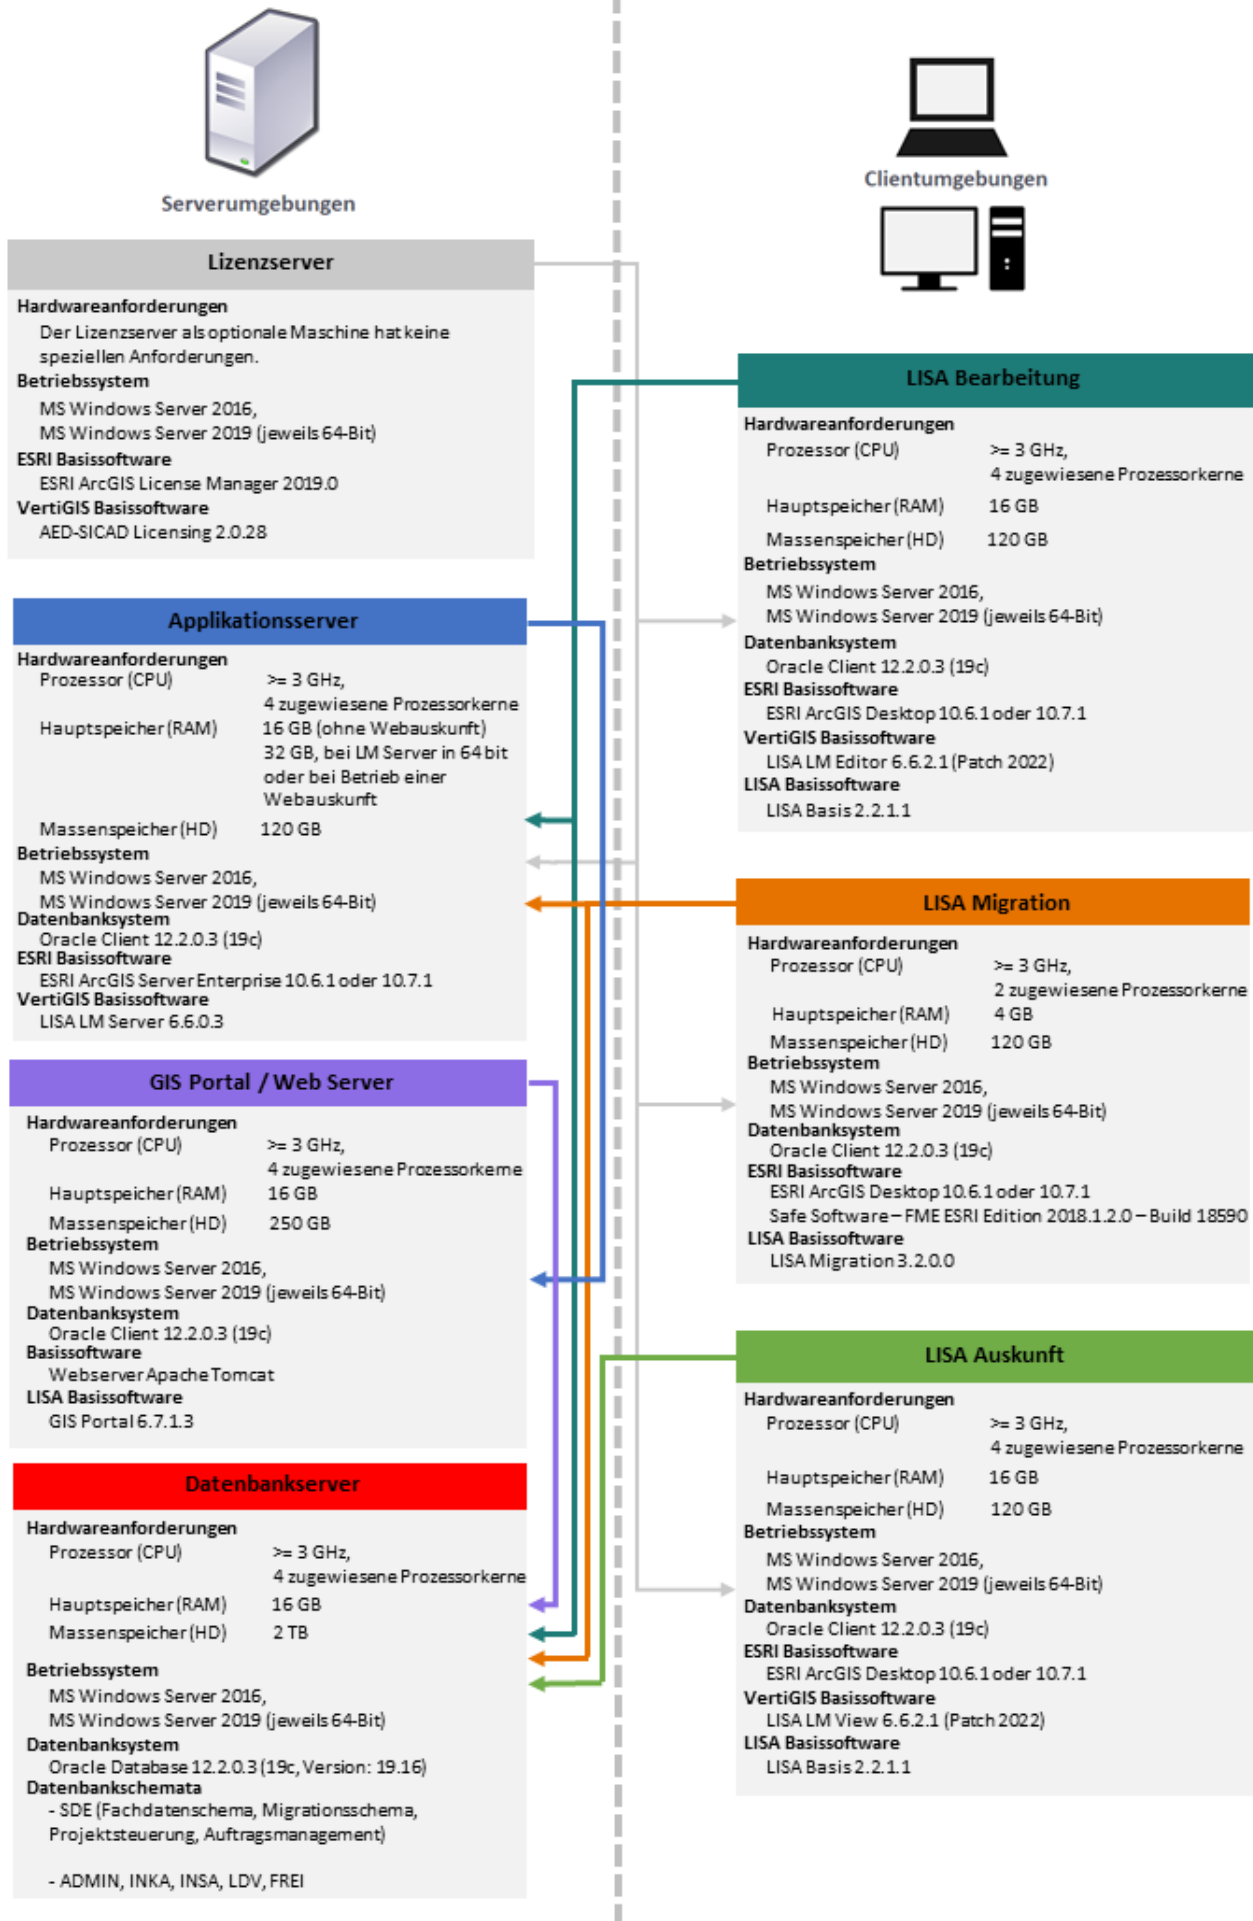 Serverumgebungen
Lizenzserver
Hardwareanforderungen
Der Lizenzserver als optionale Maschine hat keine
speziellen Anforderungen.
Betriebssystem
MS Windows Server 2016,
MS Windows Server 2019 (jeweils 64-Bit)
ESRI Basissoftware
ESRI ArcGIS License Manager 2019.0
VertiGIS Basissoftware
AED-SICAD Licensing 2.0.28
Applikationsserver
Hardwareanforderungen
Prozessor (CPU) >= 3 GHz,
4 zugewiesene Prozessorkerne
Hauptspeicher (RAM) 16 GB (ohne Webauskunft)
32 GB, bei LM Server in 64 bit
oder bei Betrieb einer
Webauskunft
Massenspeicher (HD) 120 GB
Betriebssystem
MS Windows Server 2016,
MS Windows Server 2019 (jeweils 64-Bit)
Datenbanksystem
Oracle Client 12.2.0.3 (19c)
ESRI Basissoftware
ESRI ArcGIS Server Enterprise 10.6.1 oder 10.7.1
VertiGIS Basissoftware
LISA LM Server 6.6.0.3
GIS Portal / Web Server
Hardwareanforderungen
Prozessor (CPU) >= 3 GHz,
4 zugewiesene Prozessorkerne
Hauptspeicher (RAM) 16 GB
Massenspeicher (HD) 250 GB
Betriebssystem
MS Windows Server 2016,
MS Windows Server 2019 (jeweils 64-Bit)
Datenbanksystem
Oracle Client 12.2.0.3 (19c)
Basissoftware
Webserver Apache Tomcat
LISA Basissoftware
GIS Portal 6.7.1.3
Datenbankserver
Hardwareanforderungen
Prozessor (CPU) >= 3 GHz,
4 zugewiesene Prozessorkerne
Hauptspeicher (RAM) 16 GB
Massenspeicher (HD) 2 TB
Betriebssystem
MS Windows Server 2016,
MS Windows Server 2019 (jeweils 64-Bit)
Datenbanksystem
Oracle Database 12.2.0.3 (19c, Version: 19.16)
Datenbankschemata
- SDE (Fachdatenschema, Migrationsschema,
Projektsteuerung, Auftragsmanagement)
- ADMIN, INKA, INSA, LDV, FREI
Clientumgebungen
LISA Bearbeitung
Hardwareanforderungen
Prozessor (CPU) >= 3 GHz,
4 zugewiesene Prozessorkerne
Hauptspeicher (RAM) 16 GB
Massenspeicher (HD) 120 GB
Betriebssystem
MS Windows Server 2016,
MS Windows Server 2019 (jeweils 64-Bit)
Datenbanksystem
Oracle Client 12.2.0.3 (19c)
ESRI Basissoftware
ESRI ArcGIS Desktop 10.6.1 oder 10.7.1
VertiGIS Basissoftware
LISA LM Editor 6.6.2.1 (Patch 2022)
LISA Basissoftware
LISA Basis 2.2.1.1
LISA Migration
Hardwareanforderungen
Prozessor (CPU) >= 3 GHz,
2 zugewiesene Prozessorkerne
Hauptspeicher (RAM) 4 GB
Massenspeicher (HD) 120 GB
Betriebssystem
MS Windows Server 2016,
MS Windows Server 2019 (jeweils 64-Bit)
Datenbanksystem
Oracle Client 12.2.0.3 (19c)
ESRI Basissoftware
ESRI ArcGIS Desktop 10.6.1 oder 10.7.1
Safe Software – FME ESRI Edition 2018.1.2.0 – Build 18590
LISA Basissoftware
LISA Migration 3.2.0.0
LISA Auskunft
Hardwareanforderungen
Prozessor (CPU) >= 3 GHz,
4 zugewiesene Prozessorkerne
Hauptspeicher (RAM) 16 GB
Massenspeicher (HD) 120 GB
Betriebssystem
MS Windows Server 2016,
MS Windows Server 2019 (jeweils 64-Bit)
Datenbanksystem
Oracle Client 12.2.0.3 (19c)
ESRI Basissoftware
ESRI ArcGIS Desktop 10.6.1 oder 10.7.1
VertiGIS Basissoftware
LISA LM View 6.6.2.1 (Patch 2022)
LISA Basissoftware
LISA Basis 2.2.1.1